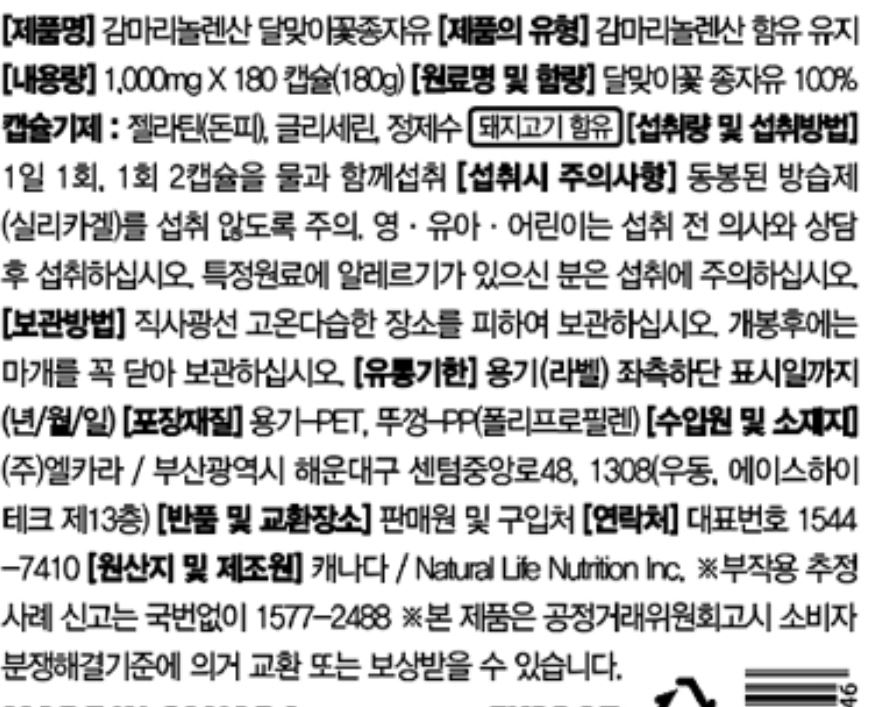 [제품명] 감마리놀렌산 달맞이꽃종자유 [제품의 유형] 감마리놀렌산 함유 유지
[내용량] 1,000mg X 180 캡슐(180g) [원료명 및 함량] 달맞이꽃 종자유 100%
캡슐기제 : 젤라틴(돈피), 글리세린, 정제수 돼지고기 함유 [섭취량 및 섭취방법]
1일 1회, 1회 2캡슐을 물과 함께섭취 [섭취시 주의사항] 동봉된 방습제
(실리카겔)를 섭취 않도록 주의. 영 · 유아 · 어린이는 섭취 전 의사와 상담
후 섭취하십시오. 특정원료에 알레르기가 있으신 분은 섭취에 주의하십시오.
[보관방법] 직사광선 고온다습한 장소를 피하여 보관하십시오. 개봉후에는
마개를 꼭 닫아 보관하십시오. [유통기한] 용기(라벨) 좌측하단 표시일까지
(년/월/일) [포장재질] 용기-PET, 뚜껑-PP(폴리프로필렌) [수입원 및 소재지]
(주)엘카라 / 부산광역시 해운대구 센텀중앙로48, 1308(우동, 에이스하이
테크 제13층) [반품 및 교환장소] 판매원 및 구입처 [연락처] 대표번호 1544
-7410 [원산지 및 제조원] 캐나다 / Natural Life Nutrition Inc. ※부작용 추정
사례 신고는 국번없이 1577-2488 ※본 제품은 공정거래위원회고시 소비자
분쟁해결기준에 의거 교환 또는 보상받을 수 있습니다.
46